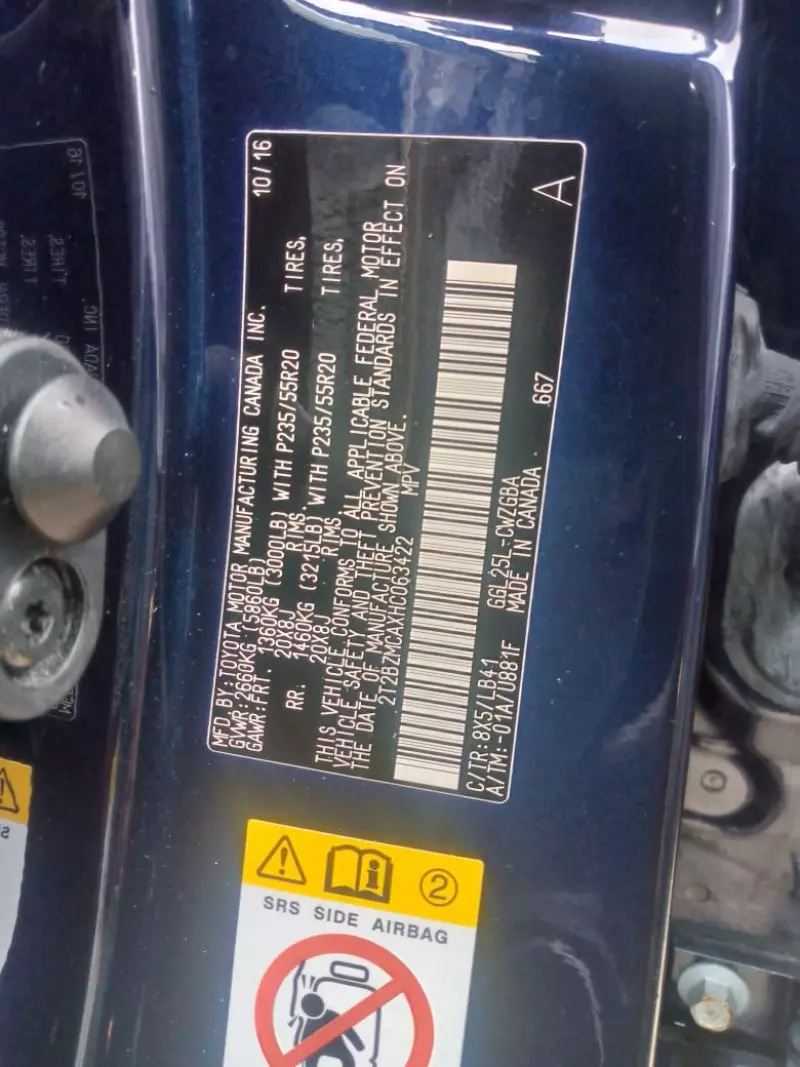 MFD.BY:TOYOTA MOTOR MANUFACTURING CANADA INC. 10/16
GVWR:2660KG (5860LB)
GAWR:FRT. 1360KG (3000LB) WITH P235/55R20 TIRES,
20X8J RIMS,
RR. 1460KG (3215LB) WITH P235/55R20 TIRES,
20X8J RIMS.
THIS VEHICLE CONFORMS TO ALL APPLICABLE FEDERAL MOTOR
VEHICLE SAFETY AND THEFT PREVENTION STANDARDS IN EFFECT ON
THE DATE OF MANUFACTURE SHOWN ABOVE.
2T2BZMCAXHC063422 MPV
C/TR:8X5/LB41 GGL25L-CWZGBA
A/TM:-01A/U881F MADE IN CANADA 667 A
2
SRS SIDE AIRBAG